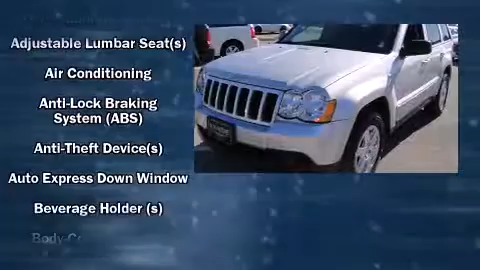 Adjustable Lumbar Seat(s)
Air Conditioning
Anti-Lock Braking
System (ABS)
Anti-Theft Device(s)
Auto Express Down Window
Beverage Holder (s)